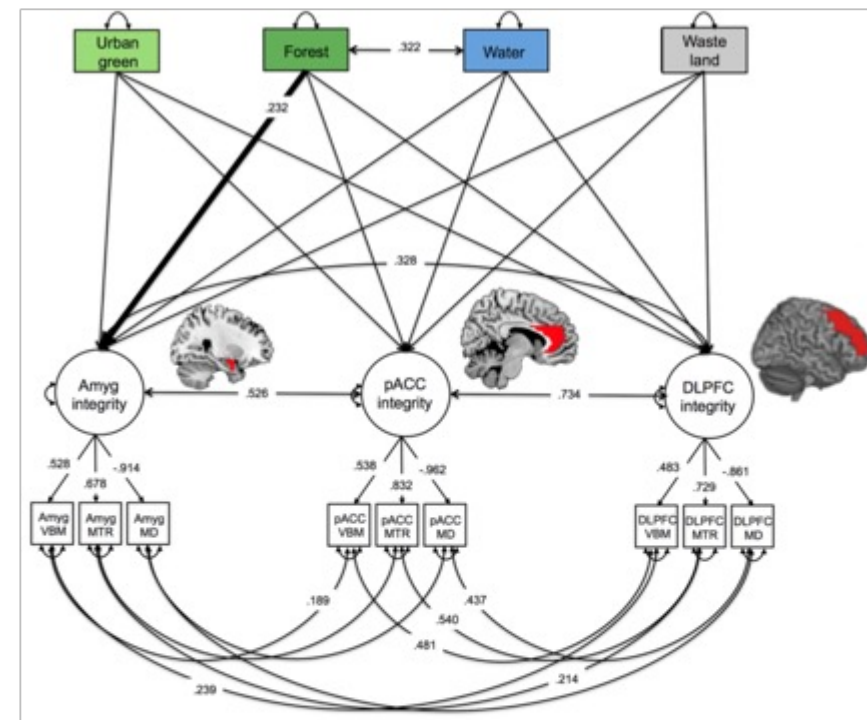 Urban
green
Forest
.322
Water
Waste
land
.232
.328
Amyg
integrity
.526
pACC
integrity
.734
DLPFC
integrity
.528
.678
-.914
.538
.832
-.962
.483
.729
-.861
Amyg
VBM
Amyg
MTR
Amyg
MD
pACC
VBM
pACC
MTR
pACC
MD
DLPFC
VBM
DLPFC
MTR
DLPFC
MD
.189
.437
.540
.481
.239
.214